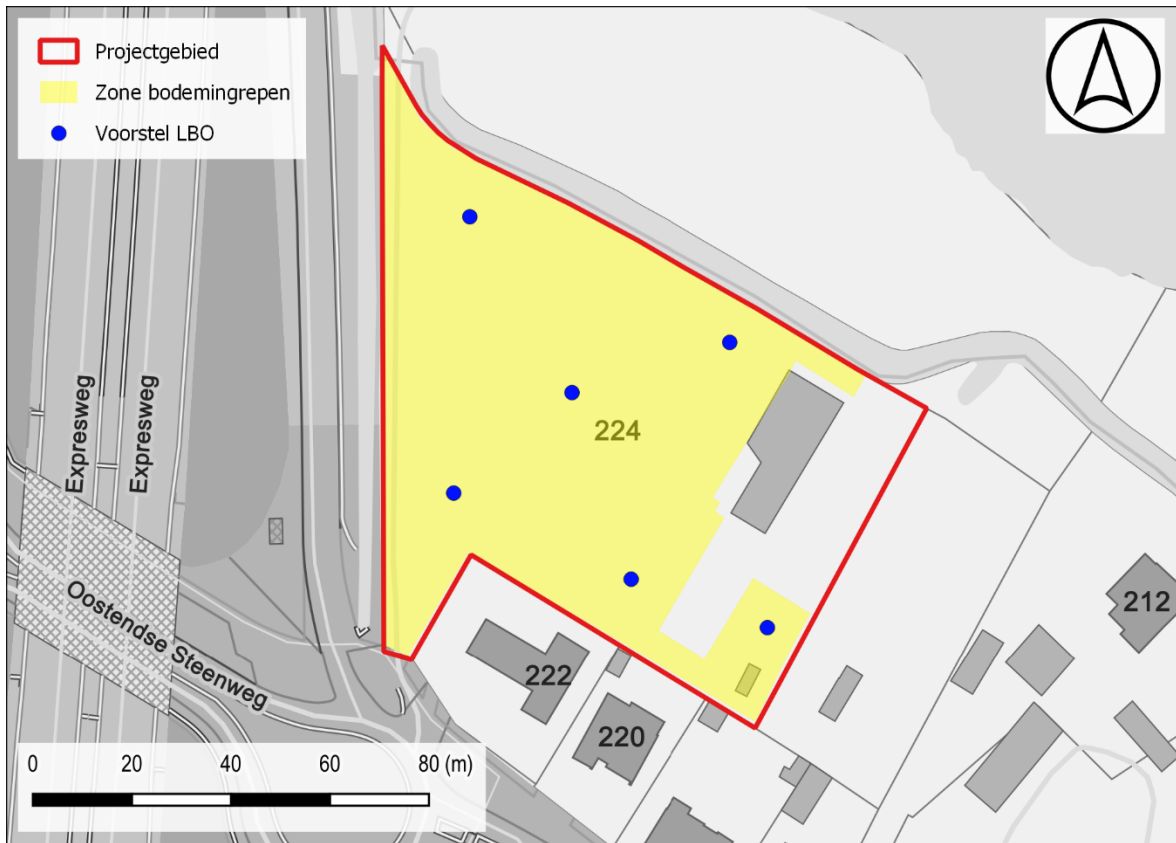 Projectgebied
Zone bodemingrepen
Voorstel LBO
224
Expresweg
Expresweg
Oostendse Steenweg
222
220
212
0 20 40 60 80 (m)